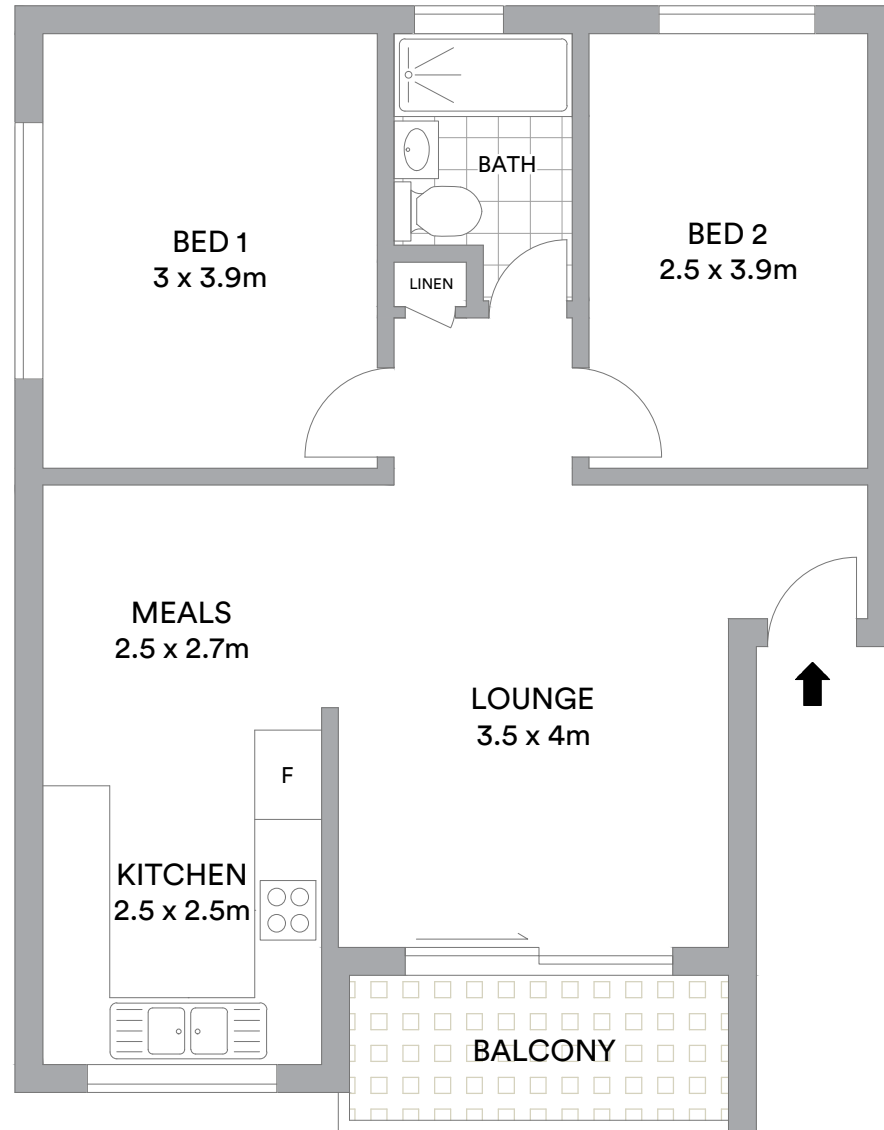 BATH
BED 1
3 x 3.9m
BED 2
2.5 x 3.9m
LINEN
MEALS
2.5 x 2.7m
LOUNGE
3.5 x 4m
F
KITCHEN
2.5 x 2.5m
BALCONY